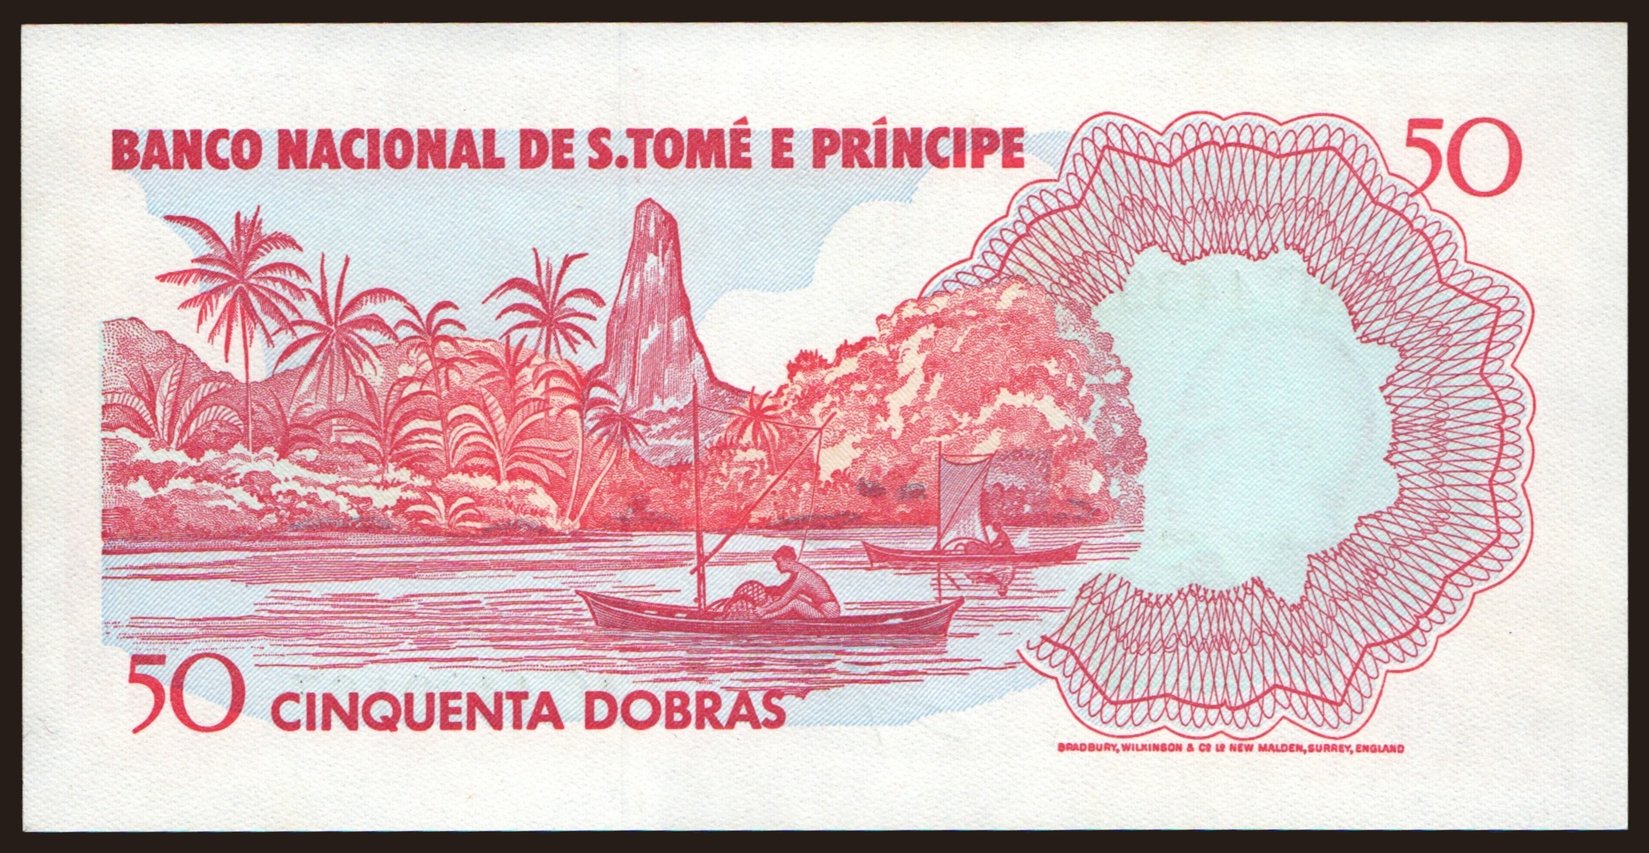 BANCO NACIONAL DE S.TOMÉ E PRÍNCIPE
50
50 CINQUENTA DOBRAS
BRADBURY, WILKINSON & Cº Lº NEW MALDEN, SURREY, ENGLAND